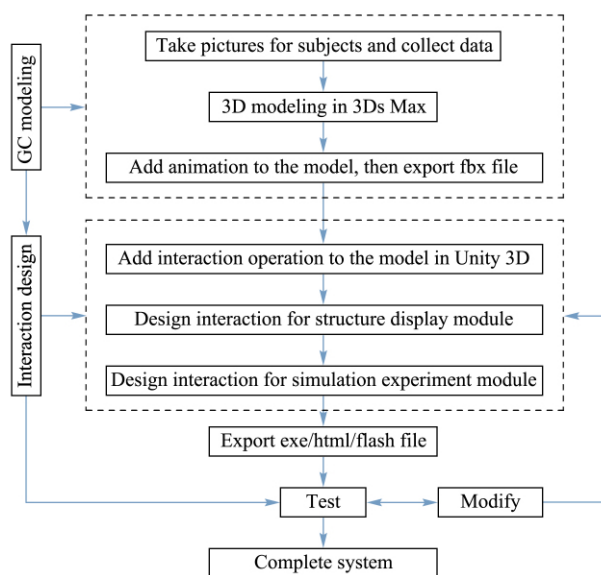 GC modeling
Take pictures for subjects and collect data
3D modeling in 3Ds Max
Add animation to the model, then export fbx file
Interaction design
Add interaction operation to the model in Unity 3D
Design interaction for structure display module
Design interaction for simulation experiment module
Export exe/html/flash file
Test
Modify
Complete system